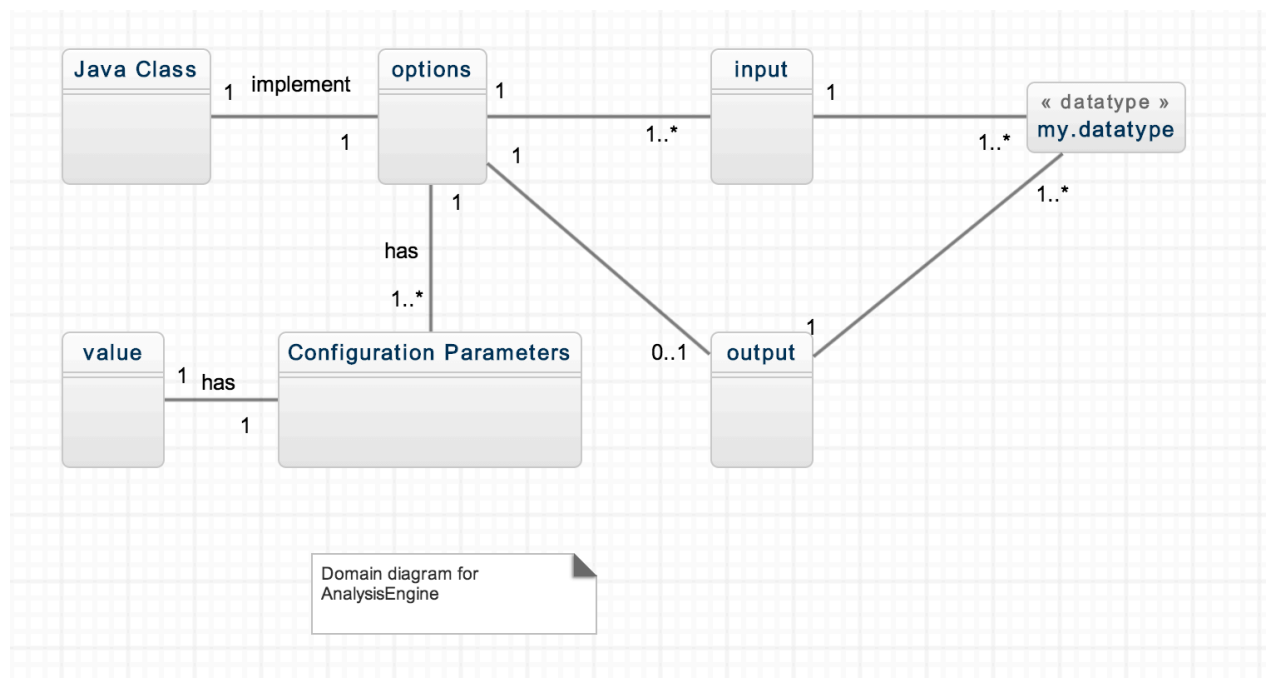 Java Class
1
implement
1
options
1
1..*
input
1
1..*
« datatype »
my.datatype
1..*
1
1
has
1..*
0..1
1
output
value
1
has
1
Configuration Parameters
Domain diagram for
AnalysisEngine